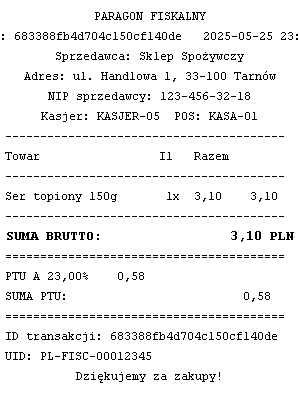 PARAGON FISKALNY
: 683388fb4d704c150cf140de 2025-05-25 23:
Sprzedawca: Sklep Spożywczy
Adres: ul. Handlowa 1, 33-100 Tarnów
NIP sprzedawcy: 123-456-32-18
Kasjer: KASJER-05 POS: KASA-01
----------------------------------------
Towar Il Razem
----------------------------------------
Ser topiony 150g 1x 3,10 3,10
----------------------------------------
SUMA BRUTTO: 3,10 PLN
========================================
PTU A 23,00% 0,58
SUMA PTU: 0,58
========================================
ID transakcji: 683388fb4d704c150cf140de
UID: PL-FISC-00012345
Dziękujemy za zakupy!